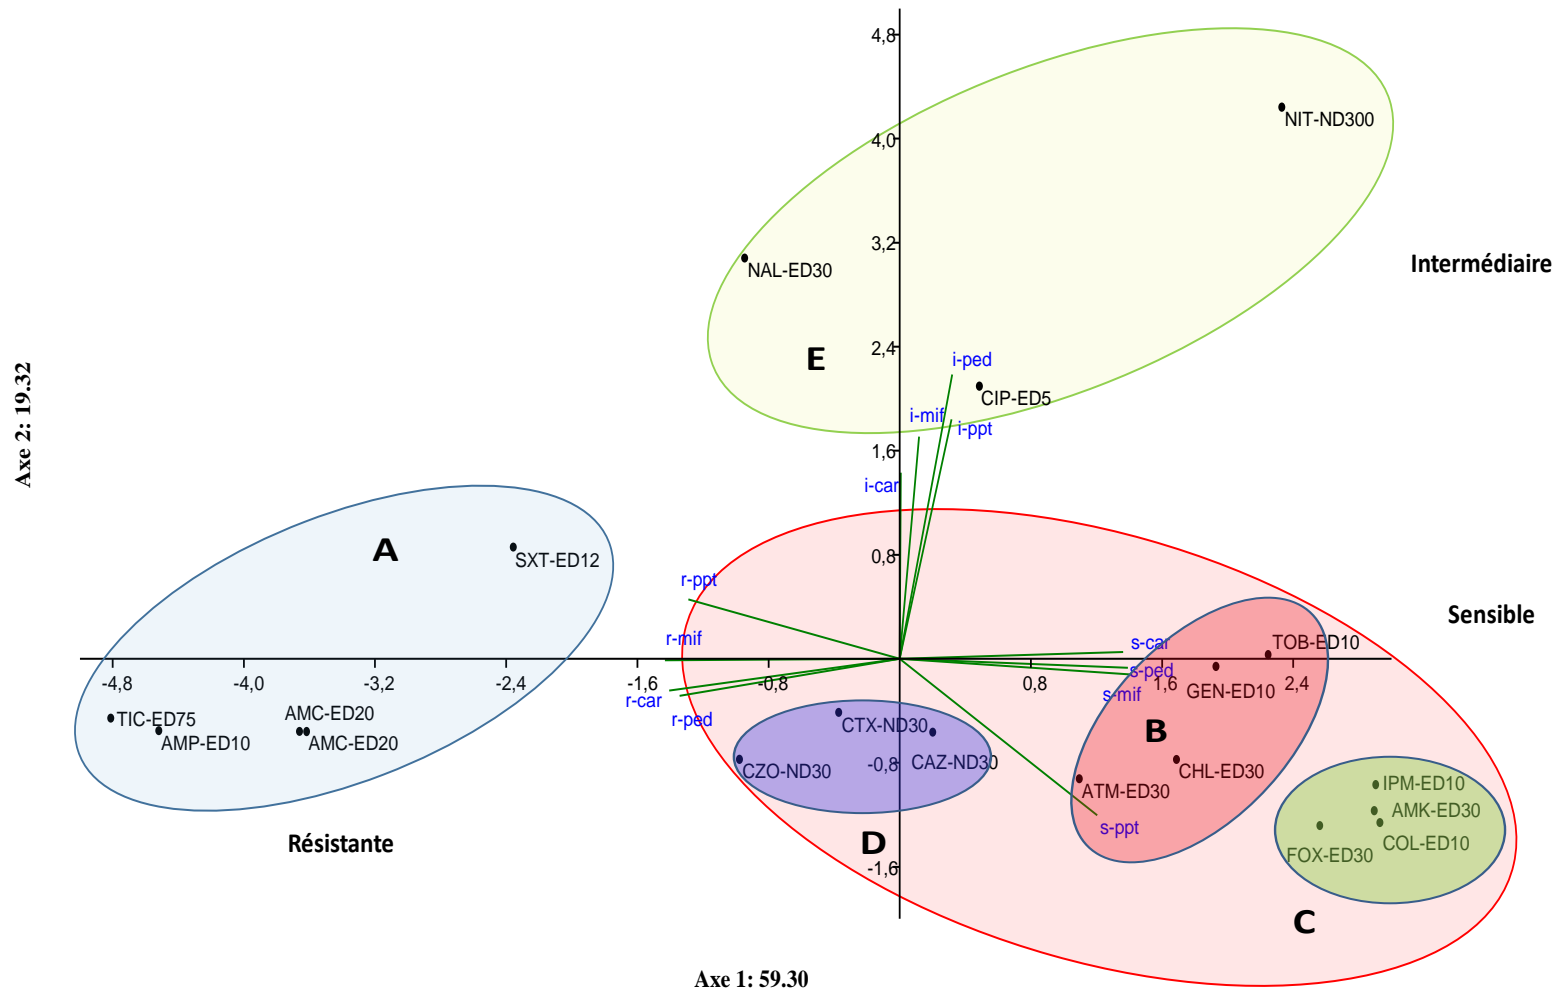 4,8
NIT-ND300
4,0
3,2
NAL-ED30
Intermédiaire
2,4
E
i-ped
CIP-ED5
i-mif
i-ppt
1,6
i-car
Axe 2: 19.32
A
SXT-ED12
0,8
r-ppt
Sensible
r-mif
s-car
TOB-ED10
s-ped
-4,8
-4,0
-3,2
-2,4
-1,6
-0,8
0,8
1,6
2,4
GEN-ED10
s-mif
r-car
r-ped
TIC-ED75
AMC-ED20
AMP-ED10
AMC-ED20
CTX-ND30
B
CZO-ND30
-0,8
CAZ-ND30
CHL-ED30
ATM-ED30
IPM-ED10
AMK-ED30
s-ppt
COL-ED10
FOX-ED30
Résistante
D
-1,6
C
Axe 1: 59.30